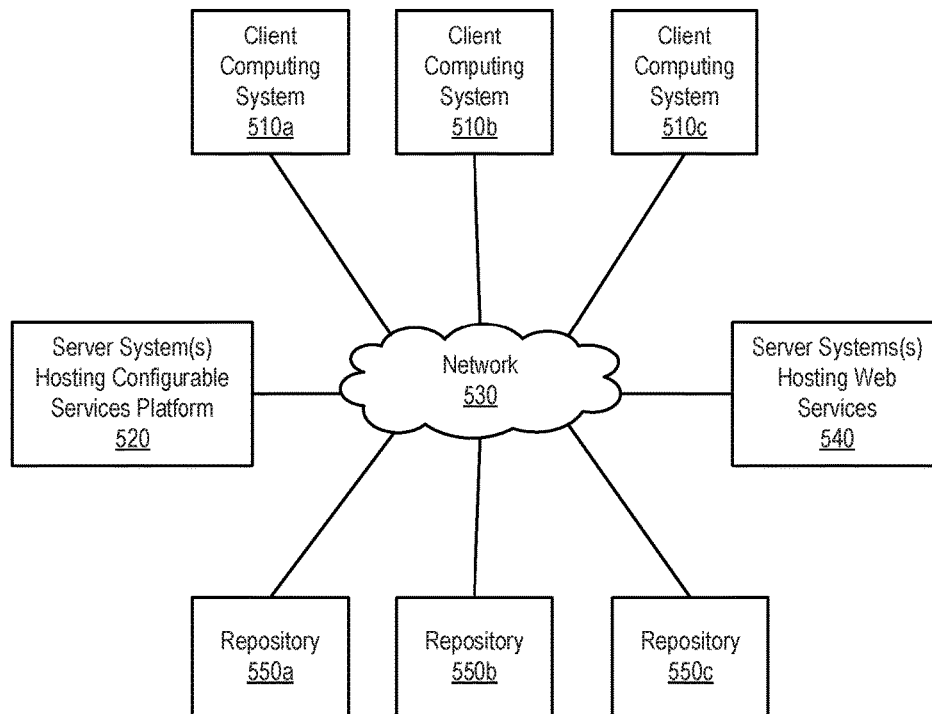 Client
Computing
System
510a
Client
Computing
System
510b
Client
Computing
System
510c
Server System(s)
Hosting Configurable
Services Platform
520
Network
530
Server Systems(s)
Hosting Web
Services
540
Repository
550a
Repository
550b
Repository
550c